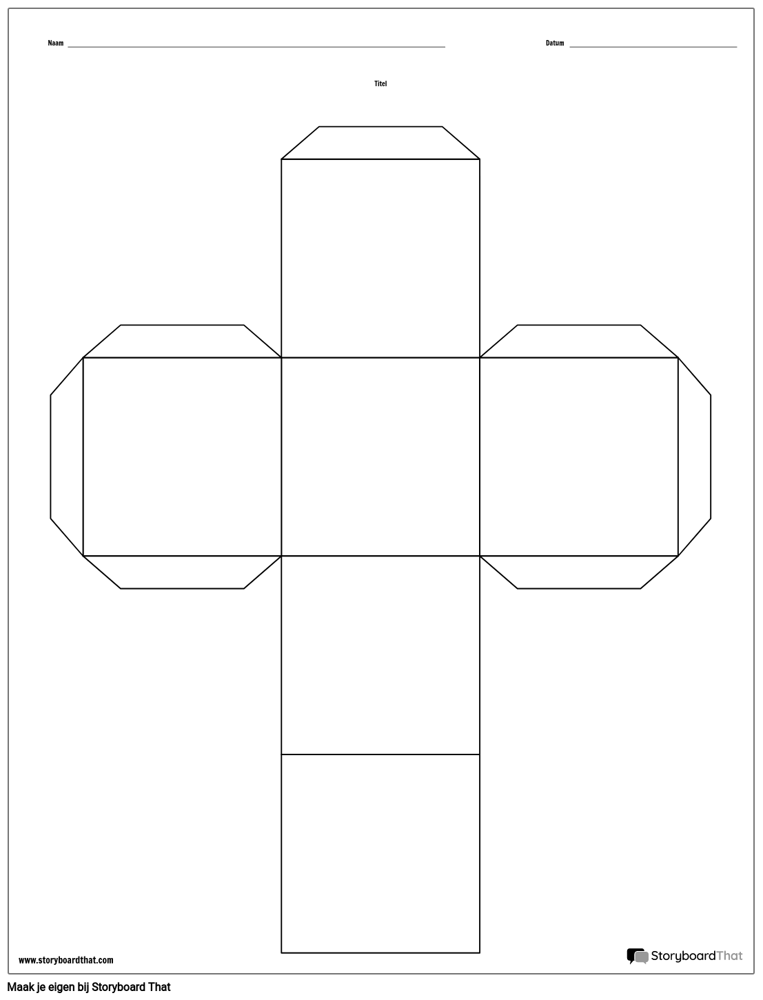 Naam
Datum
Titel
www.storyboardthat.com
StoryboardThat
Maak je eigen bij Storyboard That